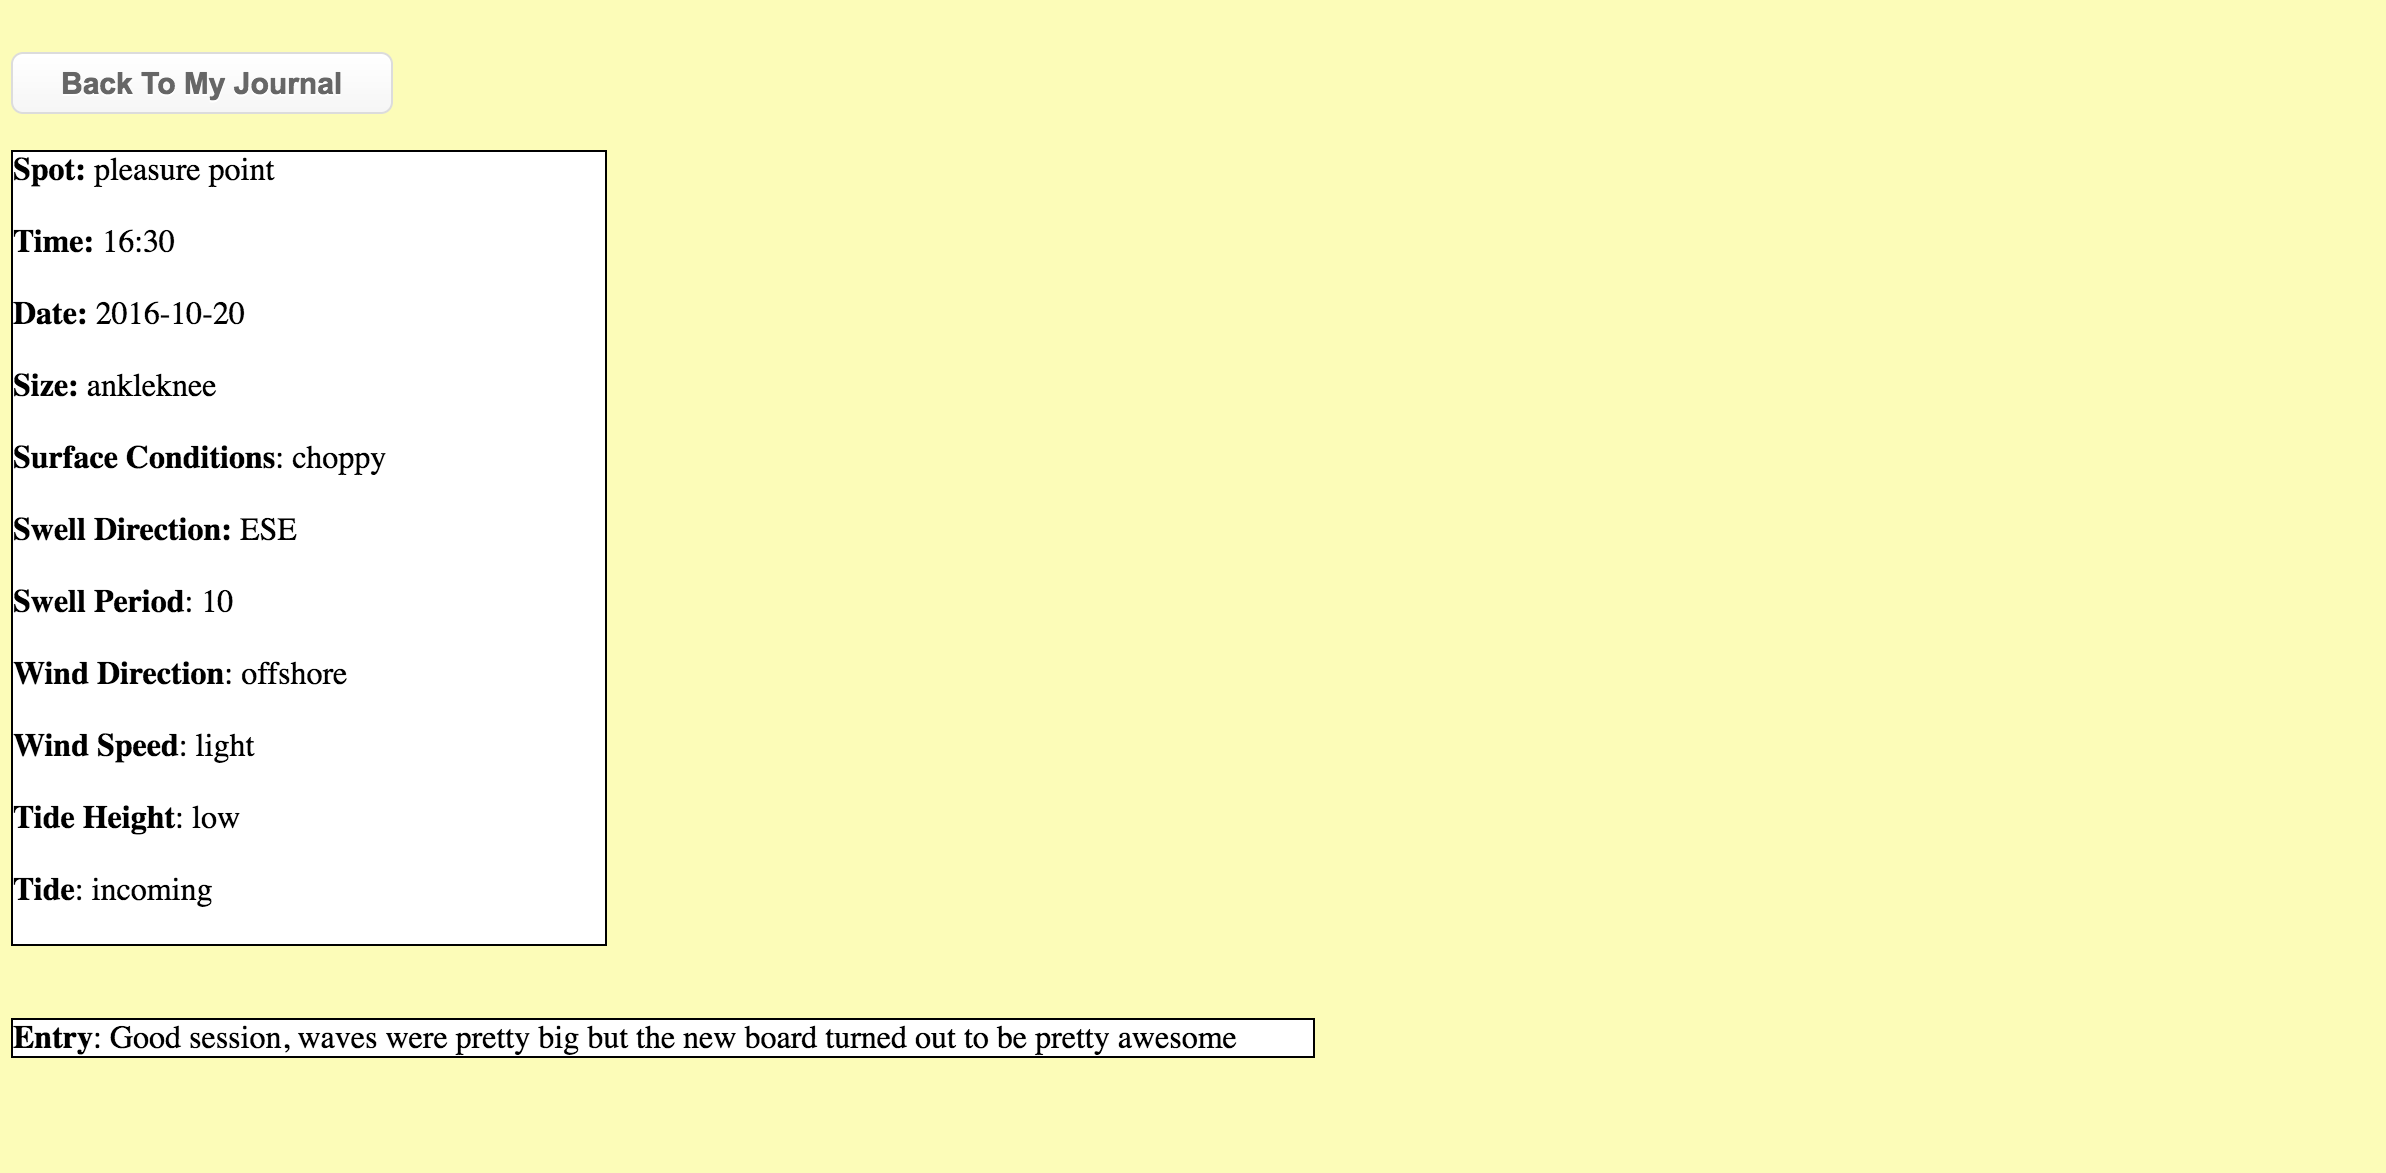 Back To My Journal
Spot: pleasure point
Time: 16:30
Date: 2016-10-20
Size: ankleknee
Surface Conditions: choppy
Swell Direction: ESE
Swell Period: 10
Wind Direction: offshore
Wind Speed: light
Tide Height: low
Tide: incoming
Entry: Good session, waves were pretty big but the new board turned out to be pretty awesome